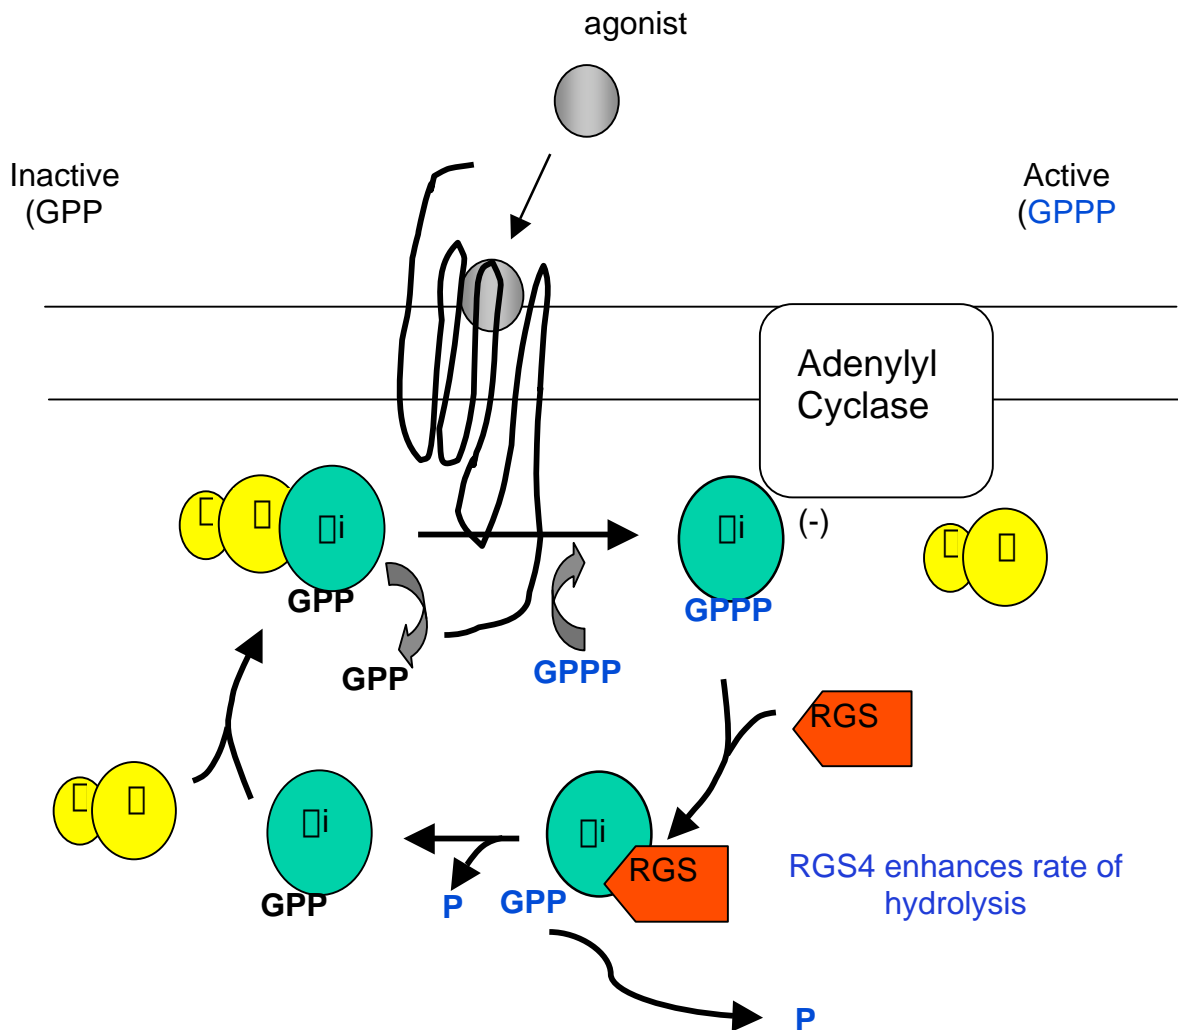 agonist
Inactive
(GPP
Active
(GPPP
Adenylyl
Cyclase
▯i
GPP
▯i
(-)
GPPP
GPP
GPPP
RGS
▯i
GPP
▯i
RGS
P
GPP
RGS4 enhances rate of
hydrolysis
P